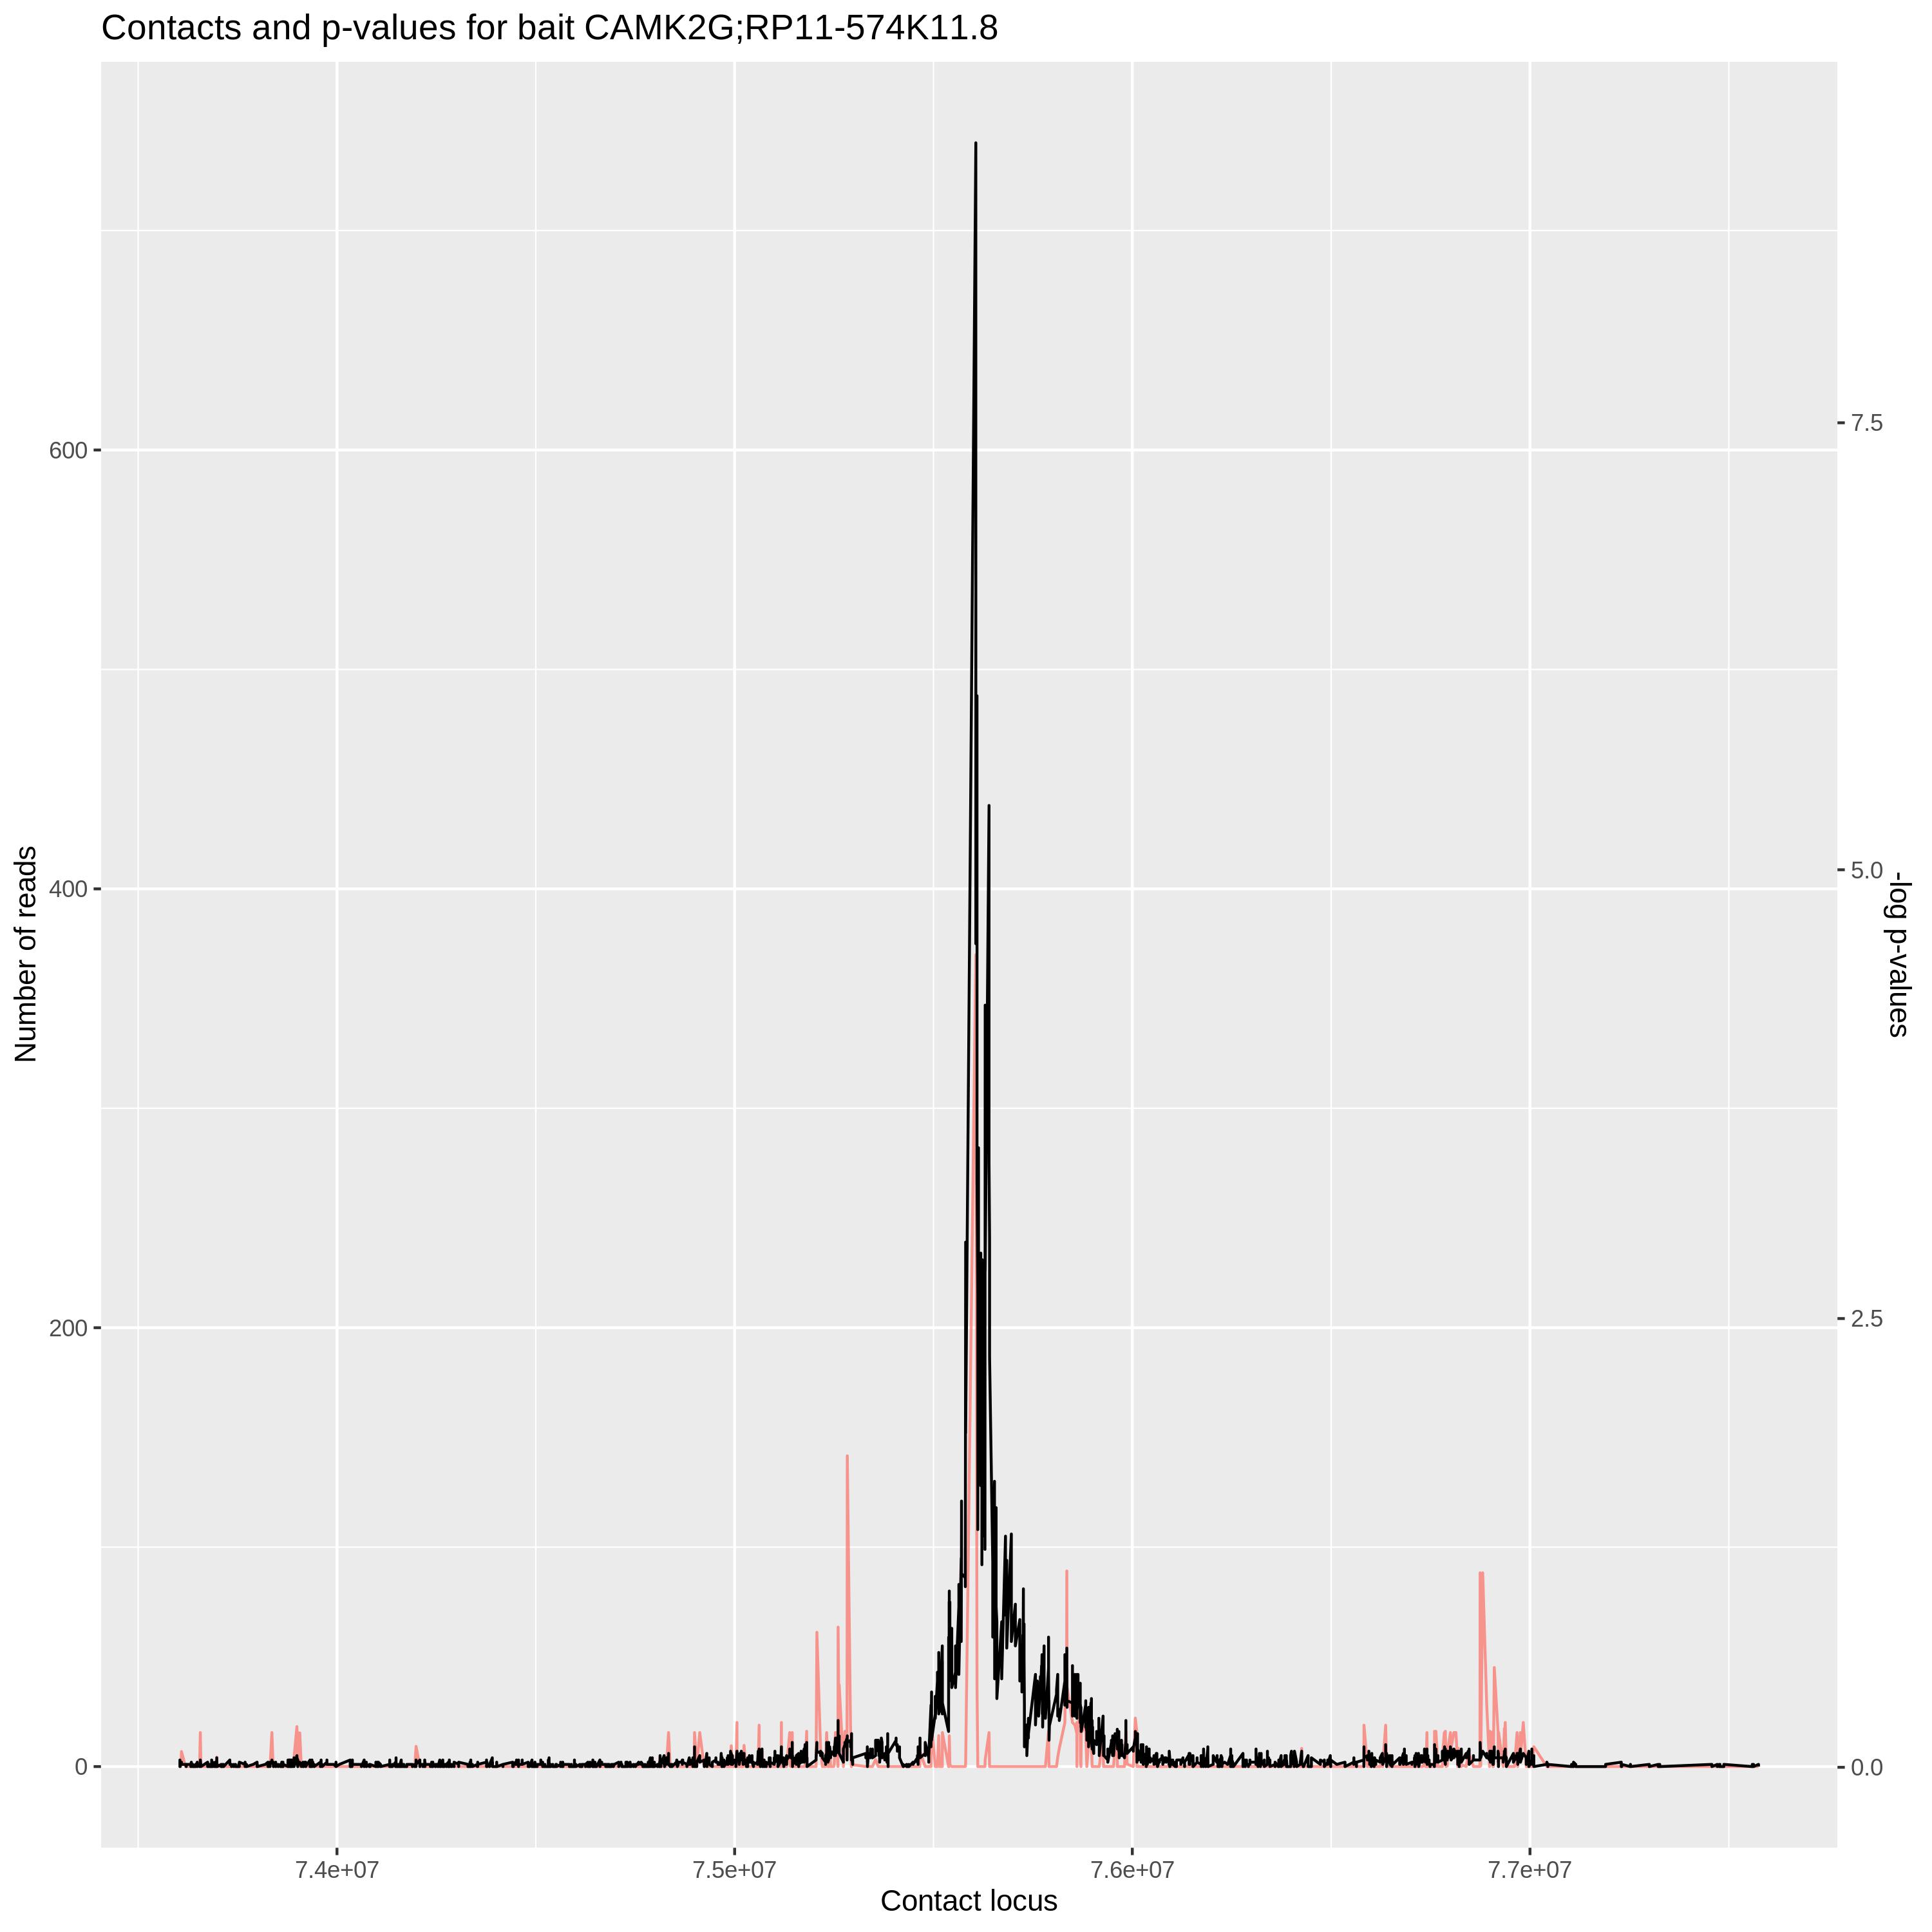 Contacts and p-values for bait CAMK2G;RP11-574K11.8
Number of reads
600
400
200
0
7.5
5.0
2.5
0.0
-log p-values
7.4e+07 7.5e+07 7.6e+07 7.7e+07
Contact locus